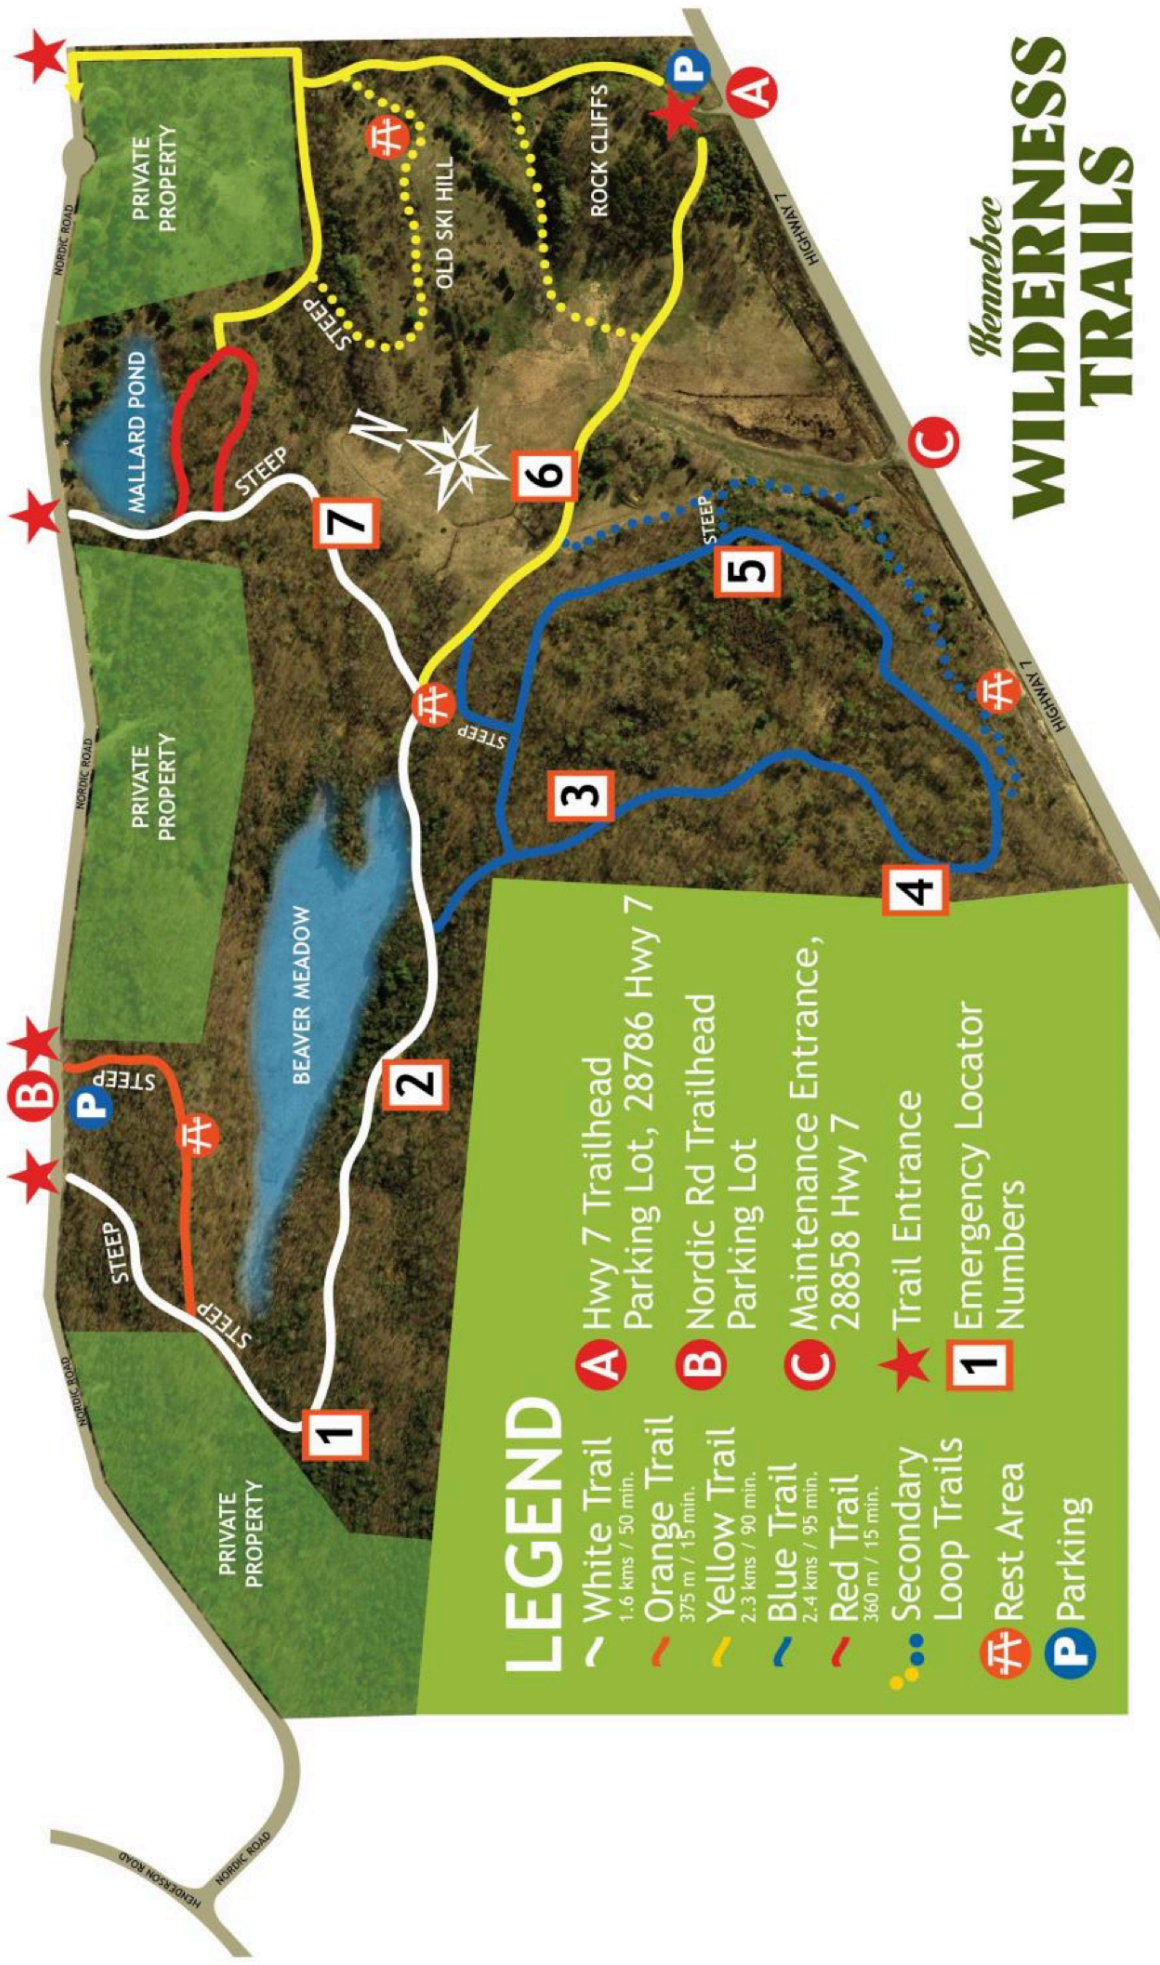 Kennebec
WILDERNESS
TRAILS
HENDERSON ROAD
NORDIC ROAD
NORDIC ROAD
NORDIC ROAD
NORDIC ROAD
B
P
STEEP
STEEP
STEEP
PRIVATE
PROPERTY
PRIVATE
PROPERTY
MALLARD POND
PRIVATE
PROPERTY
1
2
BEAVER MEADOW
STEEP
7
N
STEEP
OLD SKI HILL
ROCK CLIFFS
6
STEEP
3
5
STEEP
4
P
A
HIGHWAY 7
C
HIGHWAY 7
LEGEND
White Trail
1.6 kms / 50 min.
Orange Trail
375 m / 15 min.
Yellow Trail
2.3 kms / 90 min.
Blue Trail
2.4 kms / 95 min.
Red Trail
360 m / 15 min.
Secondary
Loop Trails
Rest Area
P Parking
A Hwy 7 Trailhead
Parking Lot, 28786 Hwy 7
B Nordic Rd Trailhead
Parking Lot
C Maintenance Entrance,
28858 Hwy 7
Trail Entrance
1 Emergency Locator
Numbers